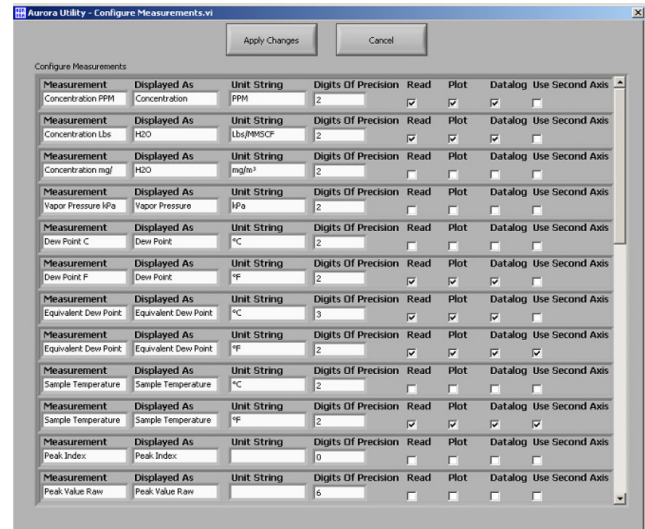 Aurora Utility - Configure Measurements.vi
Apply Changes Cancel
Configure Measurements
Measurement Displayed As Unit String Digits Of Precision Read Plot Datalog Use Second Axis
Concentration PPM Concentration PPM 2
Measurement Displayed As Unit String Digits Of Precision Read Plot Datalog Use Second Axis
Concentration Lbs H2O Lbs/MMSCF 2
Measurement Displayed As Unit String Digits Of Precision Read Plot Datalog Use Second Axis
Concentration mg/ H2O mg/m³ 2
Measurement Displayed As Unit String Digits Of Precision Read Plot Datalog Use Second Axis
Vapor Pressure kPa Vapor Pressure kPa 2
Measurement Displayed As Unit String Digits Of Precision Read Plot Datalog Use Second Axis
Dew Point C Dew Point °C 2
Measurement Displayed As Unit String Digits Of Precision Read Plot Datalog Use Second Axis
Dew Point F Dew Point °F 2
Measurement Displayed As Unit String Digits Of Precision Read Plot Datalog Use Second Axis
Equivalent Dew Point Equivalent Dew Point °C 3
Measurement Displayed As Unit String Digits Of Precision Read Plot Datalog Use Second Axis
Equivalent Dew Point Equivalent Dew Point °F 2
Measurement Displayed As Unit String Digits Of Precision Read Plot Datalog Use Second Axis
Sample Temperature Sample Temperature °C 2
Measurement Displayed As Unit String Digits Of Precision Read Plot Datalog Use Second Axis
Sample Temperature Sample Temperature °F 2
Measurement Displayed As Unit String Digits Of Precision Read Plot Datalog Use Second Axis
Peak Index Peak Index 0
Measurement Displayed As Unit String Digits Of Precision Read Plot Datalog Use Second Axis
Peak Value Raw Peak Value Raw 6